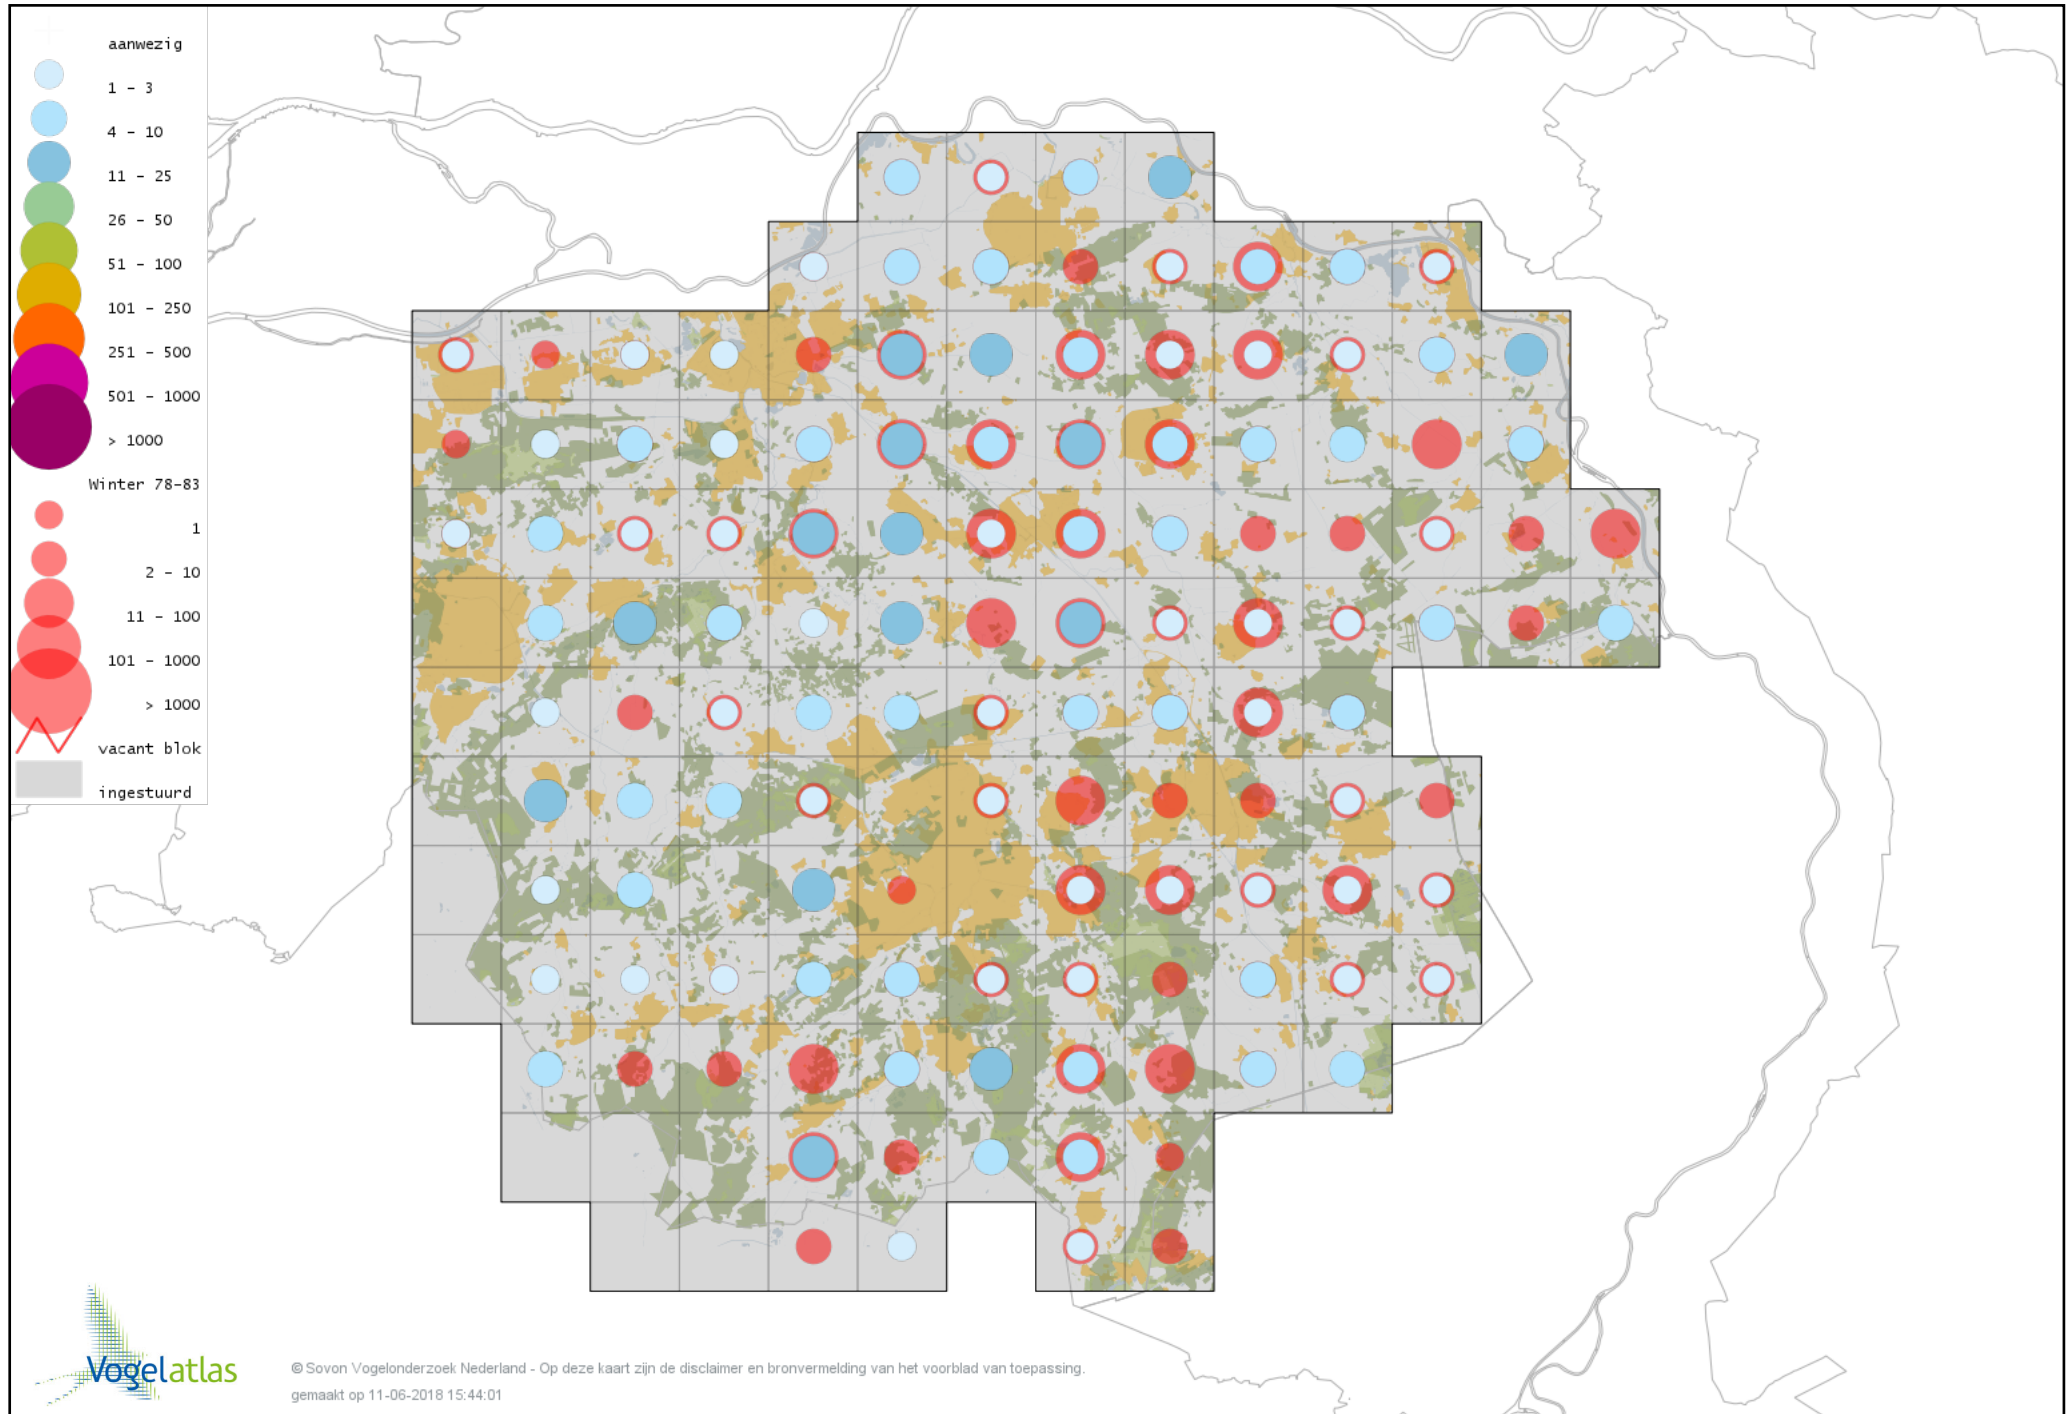 aanwezig
1 - 3
4 - 10
11 - 25
26 - 50
51 - 100
101 - 250
251 - 500
501 - 1000
> 1000
Winter 78-83
1
2 - 10
11 - 100
101 - 1000
> 1000
vacant blok
ingestuurd
Vogelatlas
© Sovon Vogelonderzoek Nederland - Op deze kaart zijn de disclaimer en bronvermelding van het voorblad van toepassing.
gemaakt op 11-06-2018 15:44:01